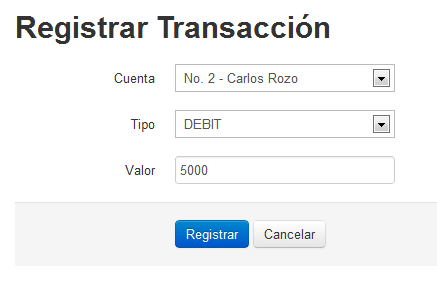 Registrar Transacción
Cuenta No. 2 - Carlos Rozo
Tipo DEBIT
Valor 5000
Registrar Cancelar